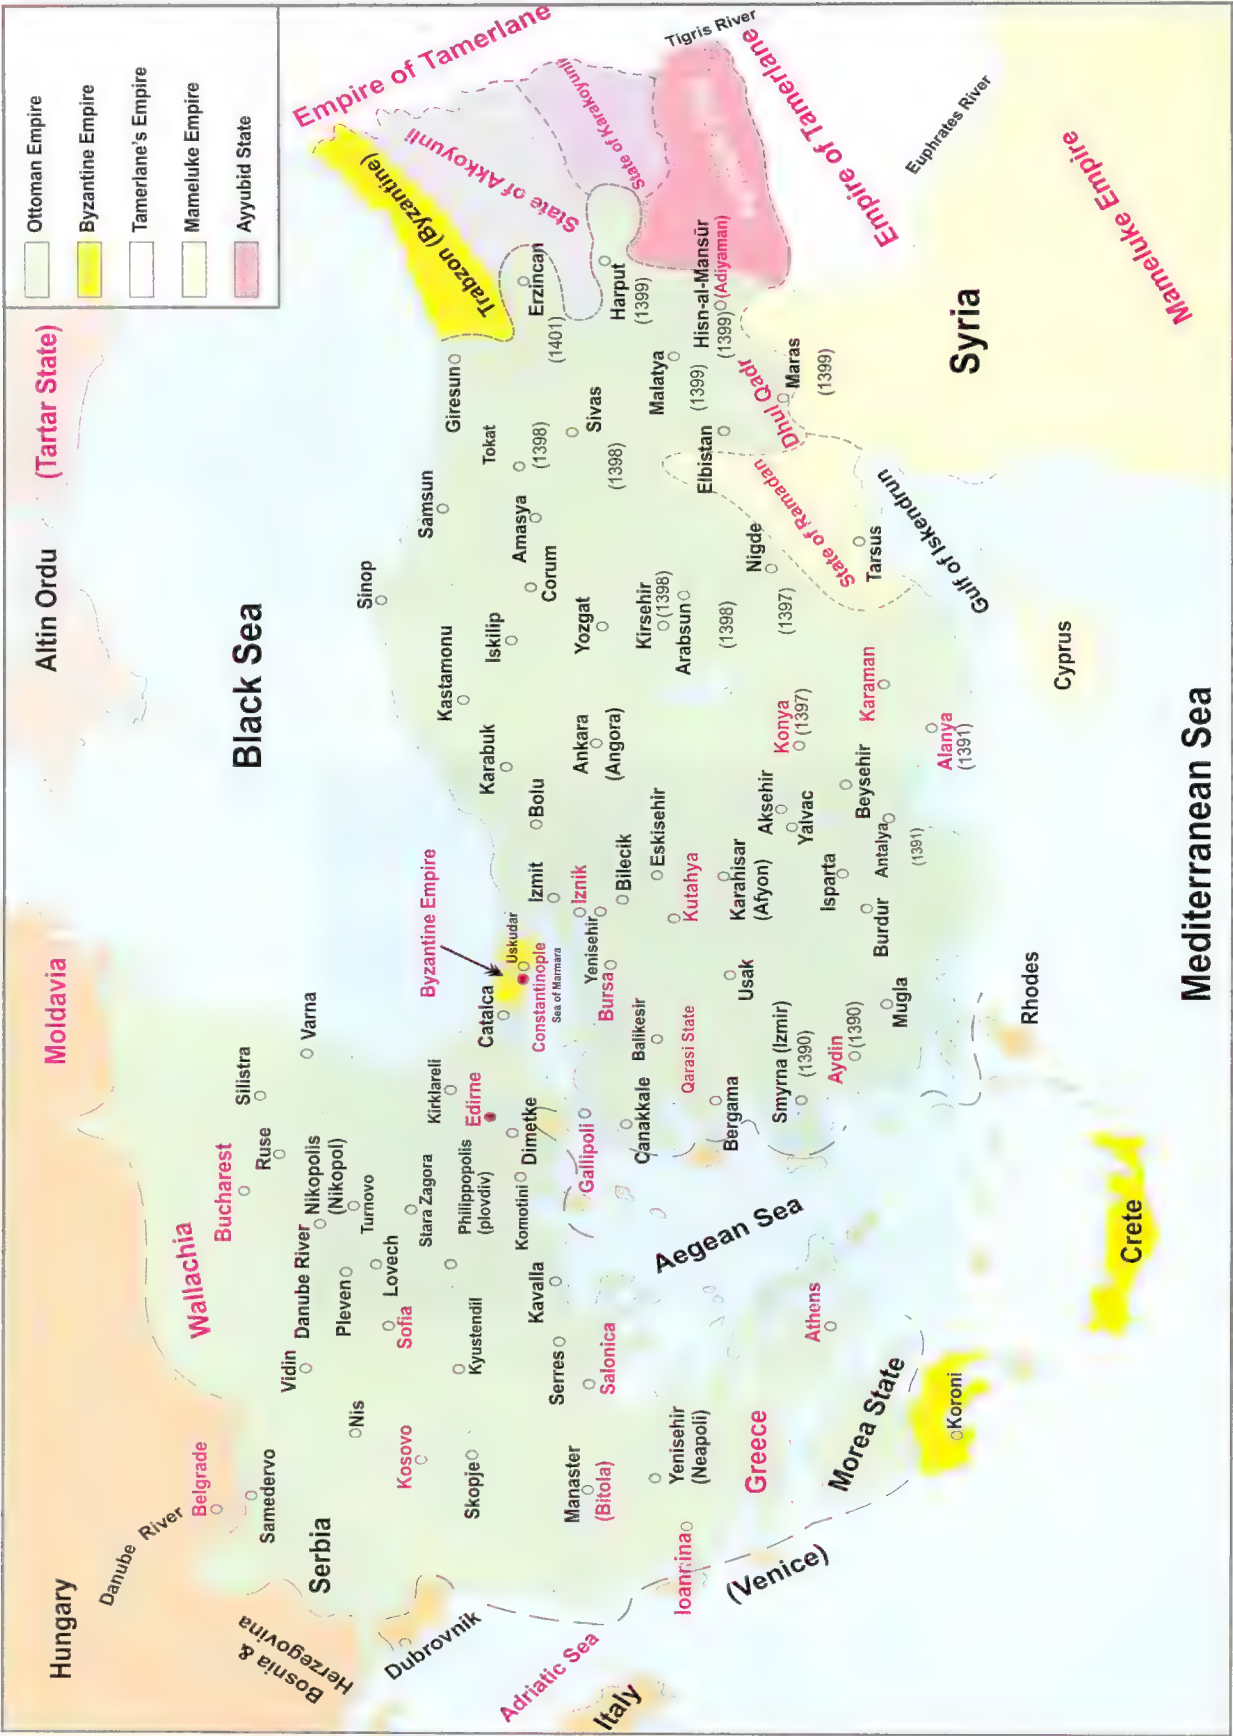 Ottoman Empire
Byzantine Empire
Tamerlane's Empire
Mameluke Empire
Ayyubid State
Hungary
Danube River
Moldavia
Altin Ordu
(Tartar State)
Empire of Tamerlane
Bosnia &
Herzegovina
Belgrade
Samedervo
Serbia
Wallachia
Bucharest
Silistra
Ruse
Varna
Vidin
Danube River
Nikopolis
(Nikopol)
Turnovo
Pleven
Lovech
Nis
Sofia
Kosovo
Black Sea
Sinop
Dubrovnik
Skopje
Kyustendil
Stara Zagora
Philippopolis
(plovdiv)
Kirklareli
Edirne
Byzantine Empire
Catalca
Uskudar
Constantinople
Sea of Marmara
Komotini
Dimetke
Kavalla
Serres
Salonica
Manaster
(Bitola)
Gallipoli
Adriatic Sea
Italy
Ioannina
(Venice)
Yenisehir
(Neapoli)
Greece
Morea State
Koroni
Athens
Aegean Sea
Crete
Rhodes
Mediterranean Sea
Cyprus
Izmit
Iznik
Yenisehir
Bursa
Bilecik
Eskisehir
Kutahya
Bolu
Karabuk
Kastamonu
Iskilip
Samsun
Amasya
Corum
Tokat
(1398)
Giresun
Trabzon (Byzantine)
State of Akkoyunli
State of Karakoyunli
Tigris River
Erzincan
(1401)
Harput
(1399)
Sivas
(1398)
Yozgat
Ankara
(Angora)
Kirsehir
(1398)
Arabsun
(1398)
Malatya
(1399)
Hisn-al-Mansūr
(1399)
(Adiyaman)
Elbistan
Dhul Qadr
Maras
(1399)
Empire of Tamerlane
Euphrates River
Mameluke Empire
Syria
State of Ramadan
Tarsus
Gulf of Iskendrun
Nigde
(1397)
Konya
(1397)
Karaman
Alanya
(1391)
Aksehir
Yalvac
Beysehir
Antalya
(1391)
Karahisar
(Afyon)
Isparta
Burdur
Usak
Mugla
Balikesir
Qarasi State
Canakkale
Bergama
Smyrna (Izmir)
(1390)
Aydin
(1390)